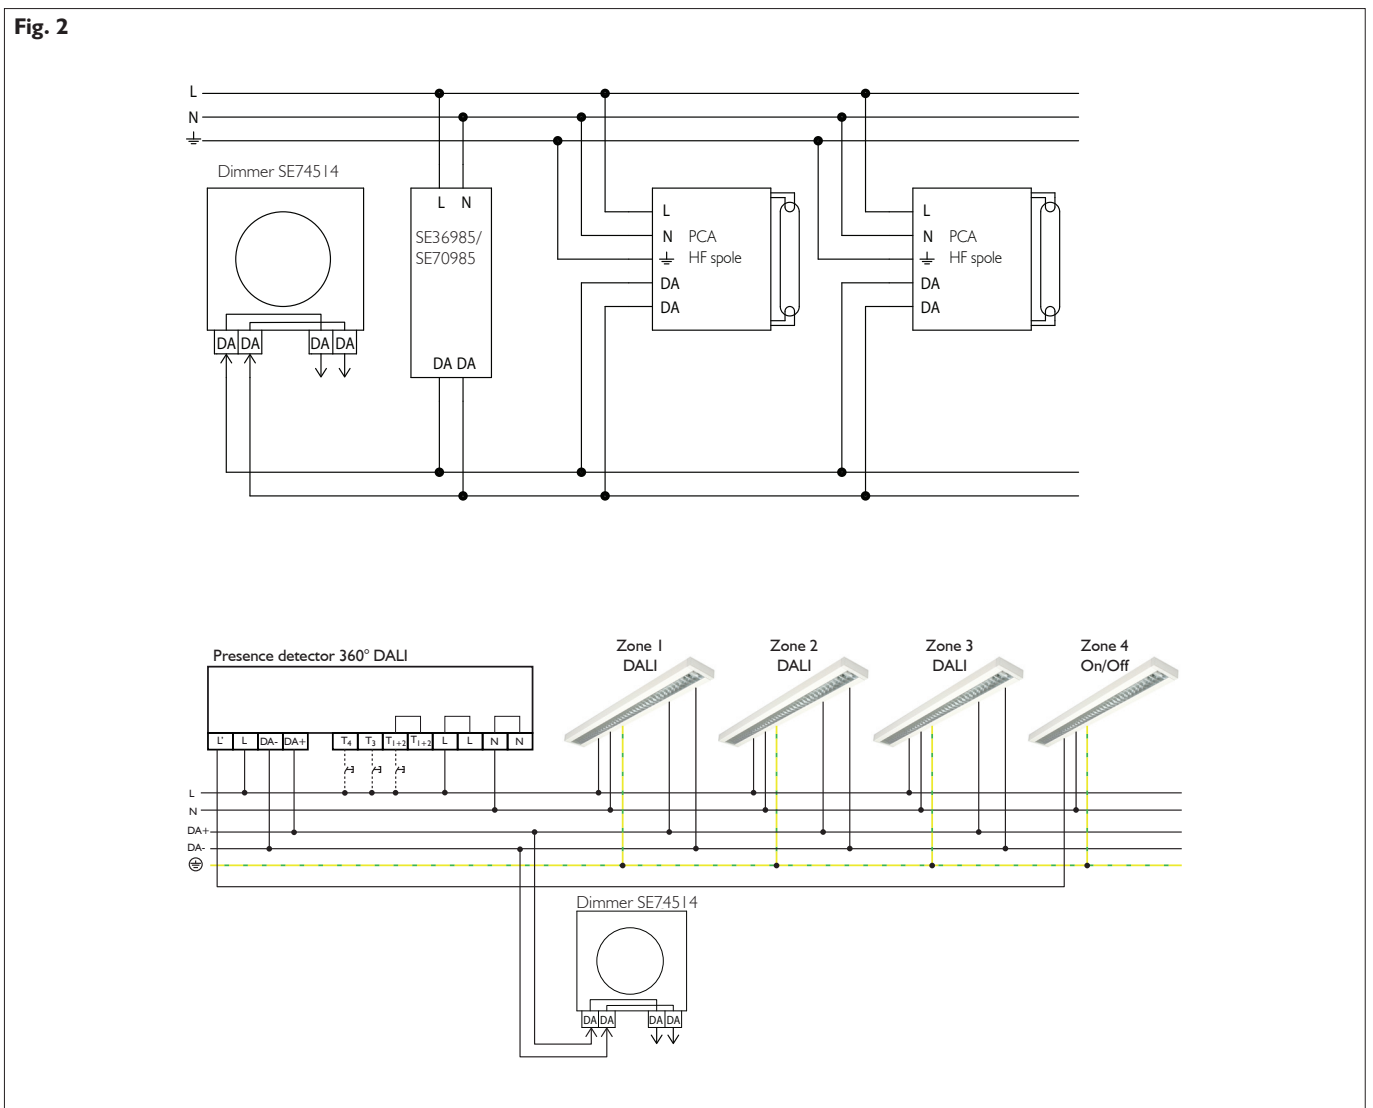 Fig. 2
L
N
Dimmer SE74514
L N
SE36985/
SE70985
DA DA
DA DA DA DA
L
N PCA
HF spole
DA
DA
L
N PCA
HF spole
DA
DA
Presence detector 360° DALI
L' L DA- DA+ T4 T3 T1+2 T1+2 L L N N
Zone 1
DALI
Zone 2
DALI
Zone 3
DALI
Zone 4
On/Off
L
N
DA+
DA-
Dimmer SE74514
DA DA DA DA